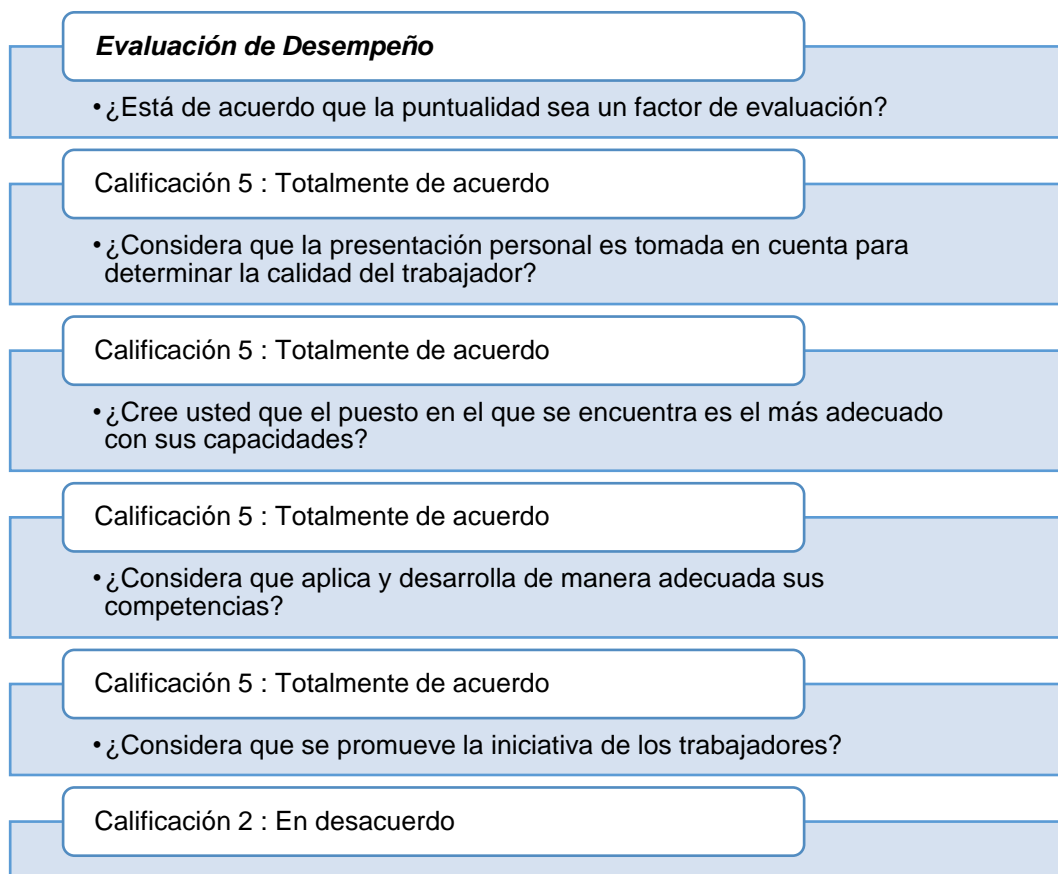 Evaluación de Desempeño
•¿Está de acuerdo que la puntualidad sea un factor de evaluación?
Calificación 5 : Totalmente de acuerdo
•¿Considera que la presentación personal es tomada en cuenta para
determinar la calidad del trabajador?
Calificación 5 : Totalmente de acuerdo
•¿Cree usted que el puesto en el que se encuentra es el más adecuado
con sus capacidades?
Calificación 5 : Totalmente de acuerdo
•¿Considera que aplica y desarrolla de manera adecuada sus
competencias?
Calificación 5 : Totalmente de acuerdo
•¿Considera que se promueve la iniciativa de los trabajadores?
Calificación 2 : En desacuerdo